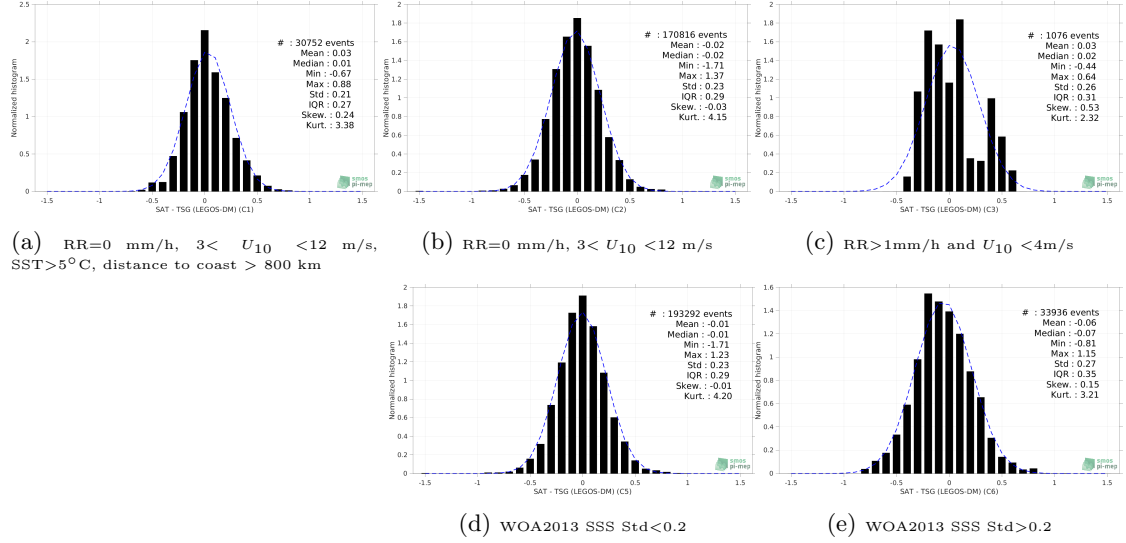 2.5
2
1.5
1
0.5
0
-1.5 -1 -0.5 0 0.5 1 1.5
Normalized histogram
SAT - TSG (LEGOS-DM) (C1)
# : 30752 events
Mean : 0.03
Median : 0.01
Min : -0.67
Max : 0.88
Std : 0.21
IQR : 0.27
Skew. : 0.24
Kurt. : 3.38
smos
pi-mep
(a) RR=0 mm/h, 3< U10 <12 m/s,
SST>5°C, distance to coast > 800 km
2
1.8
1.6
1.4
1.2
1
0.8
0.6
0.4
0.2
0
-1.5 -1 -0.5 0 0.5 1 1.5
Normalized histogram
SAT - TSG (LEGOS-DM) (C2)
# : 170816 events
Mean : -0.02
Median : -0.02
Min : -1.71
Max : 1.37
Std : 0.23
IQR : 0.29
Skew. : -0.03
Kurt. : 4.15
smos
pi-mep
(b) RR=0 mm/h, 3< U10 <12 m/s
2
1.8
1.6
1.4
1.2
1
0.8
0.6
0.4
0.2
0
-1.5 -1 -0.5 0 0.5 1 1.5
Normalized histogram
SAT - TSG (LEGOS-DM) (C3)
# : 1076 events
Mean : 0.03
Median : 0.02
Min : -0.44
Max : 0.64
Std : 0.26
IQR : 0.31
Skew. : 0.53
Kurt. : 2.32
smos
pi-mep
(c) RR>1mm/h and U10 <4m/s
2
1.8
1.6
1.4
1.2
1
0.8
0.6
0.4
0.2
0
-1.5 -1 -0.5 0 0.5 1 1.5
Normalized histogram
SAT - TSG (LEGOS-DM) (C5)
# : 193292 events
Mean : -0.01
Median : -0.01
Min : -1.71
Max : 1.23
Std : 0.23
IQR : 0.29
Skew. : -0.01
Kurt. : 4.20
smos
pi-mep
(d) WOA2013 SSS Std<0.2
1.6
1.4
1.2
1
0.8
0.6
0.4
0.2
0
-1.5 -1 -0.5 0 0.5 1 1.5
Normalized histogram
SAT - TSG (LEGOS-DM) (C6)
# : 33936 events
Mean : -0.06
Median : -0.07
Min : -0.81
Max : 1.15
Std : 0.27
IQR : 0.35
Skew. : 0.15
Kurt. : 3.21
smos
pi-mep
(e) WOA2013 SSS Std>0.2